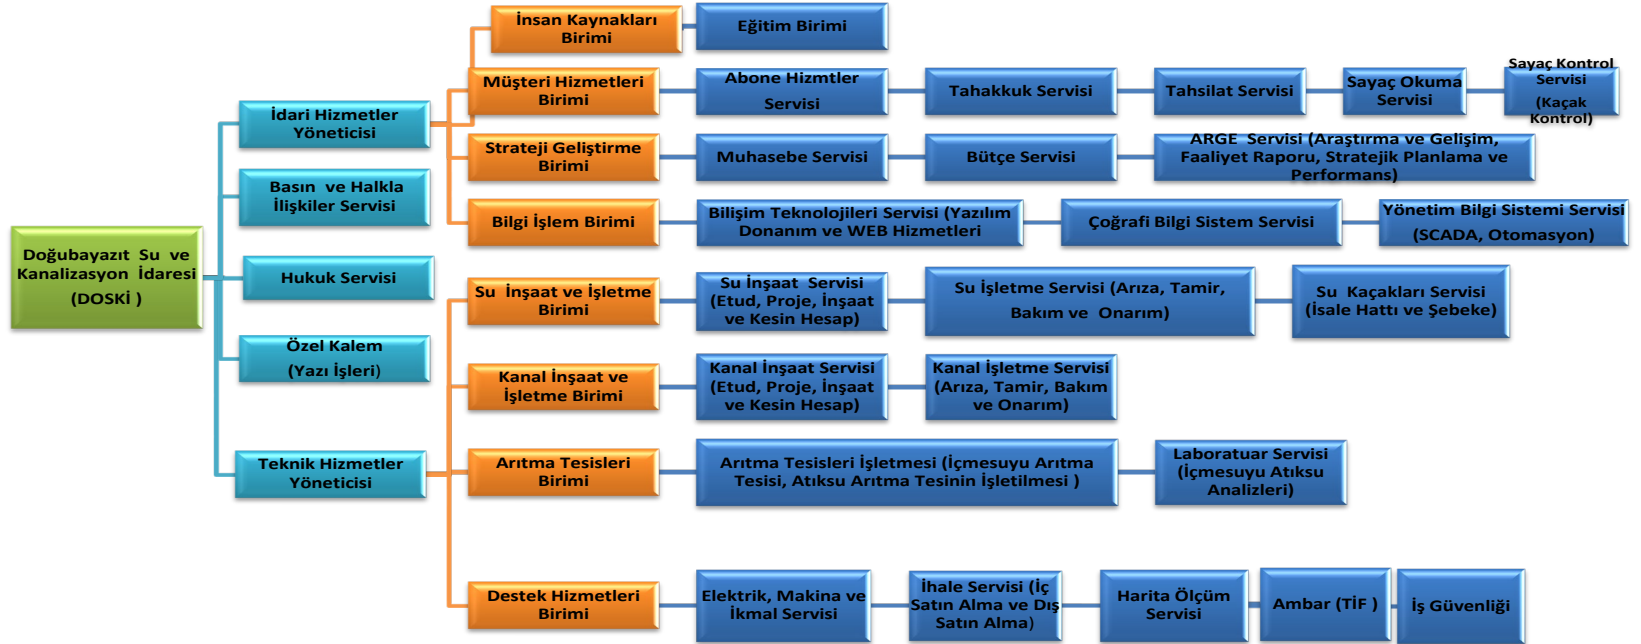 İnsan Kaynakları
Birimi
Eğitim Birimi
Müşteri Hizmetleri
Birimi
Abone Hizmtler
Servisi
Tahakkuk Servisi
Tahsilat Servisi
Sayaç Okuma
Servisi
Sayaç Kontrol
Servisi
(Kaçak
Kontrol)
İdari Hizmetler
Yöneticisi
Strateji Geliştirme
Birimi
Muhasebe Servisi
Bütçe Servisi
ARGE Servisi (Araştırma ve Gelişim,
Faaliyet Raporu, Stratejik Planlama ve
Performans)
Basın ve Halkla
İlişkiler Servisi
Bilgi İşlem Birimi
Bilişim Teknolojileri Servisi (Yazılım
Donanım ve WEB Hizmetleri
Çoğrafi Bilgi Sistem Servisi
Yönetim Bilgi Sistemi Servisi
(SCADA, Otomasyon)
Doğubayazıt Su ve
Kanalizasyon İdaresi
(DOSKİ )
Hukuk Servisi
Su İnşaat ve İşletme
Birimi
Su İnşaat Servisi
(Etud, Proje, İnşaat
ve Kesin Hesap)
Su İşletme Servisi (Arıza, Tamir,
Bakım ve Onarım)
Su Kaçakları Servisi
(İsale Hattı ve Şebeke)
Özel Kalem
(Yazı İşleri)
Kanal İnşaat ve
İşletme Birimi
Kanal İnşaat Servisi
(Etud, Proje, İnşaat
ve Kesin Hesap)
Kanal İşletme Servisi
(Arıza, Tamir, Bakım
ve Onarım)
Teknik Hizmetler
Yöneticisi
Arıtma Tesisleri
Birimi
Arıtma Tesisleri İşletmesi (İçmesuyu Arıtma
Tesisi, Atıksu Arıtma Tesinin İşletilmesi )
Laboratuar Servisi
(İçmesuyu Atıksu
Analizleri)
Destek Hizmetleri
Birimi
Elektrik, Makina ve
İkmal Servisi
İhale Servisi (İç
Satın Alma ve Dış
Satın Alma)
Harita Ölçüm
Servisi
Ambar (TİF )
İş Güvenliği